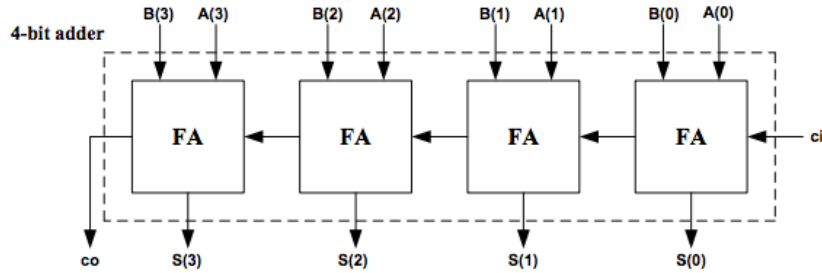 B(3) A(3) B(2) A(2) B(1) A(1) B(0) A(0)
4-bit adder
FA FA FA FA ci
co S(3) S(2) S(1) S(0)